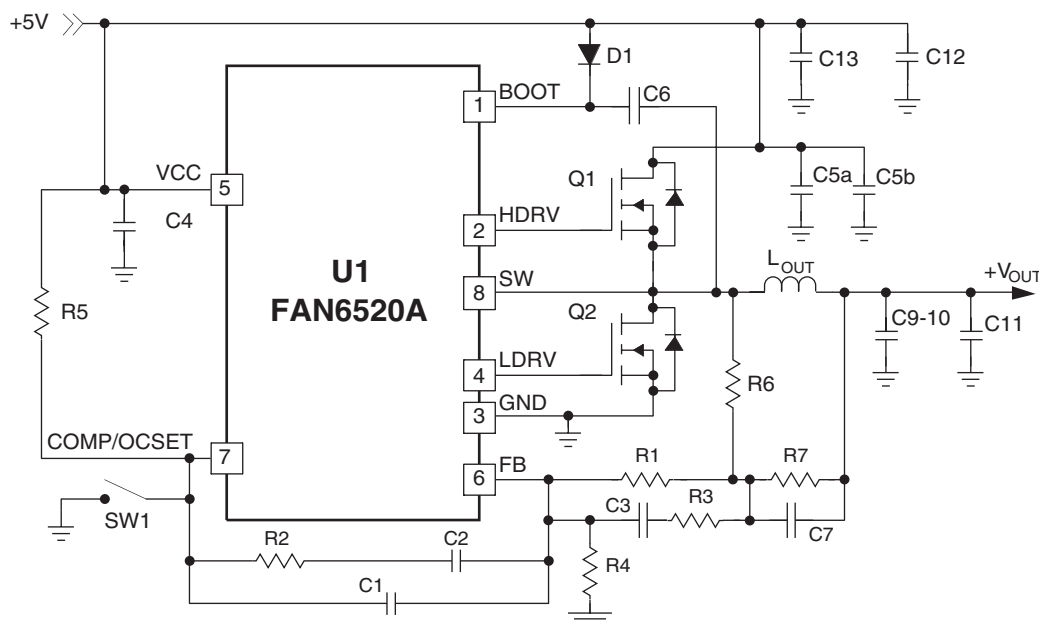 +5V
D1
C13
C12
BOOT
1
C6
VCC
5
C4
Q1
C5a
C5b
HDRV
2
U1
FAN6520A
SW
8
LOUT
+VOUT
R5
Q2
C9-10
C11
LDRV
4
R6
GND
3
COMP/OCSET
7
FB
6
R1
R7
SW1
C3
R3
C7
R2
C2
R4
C1